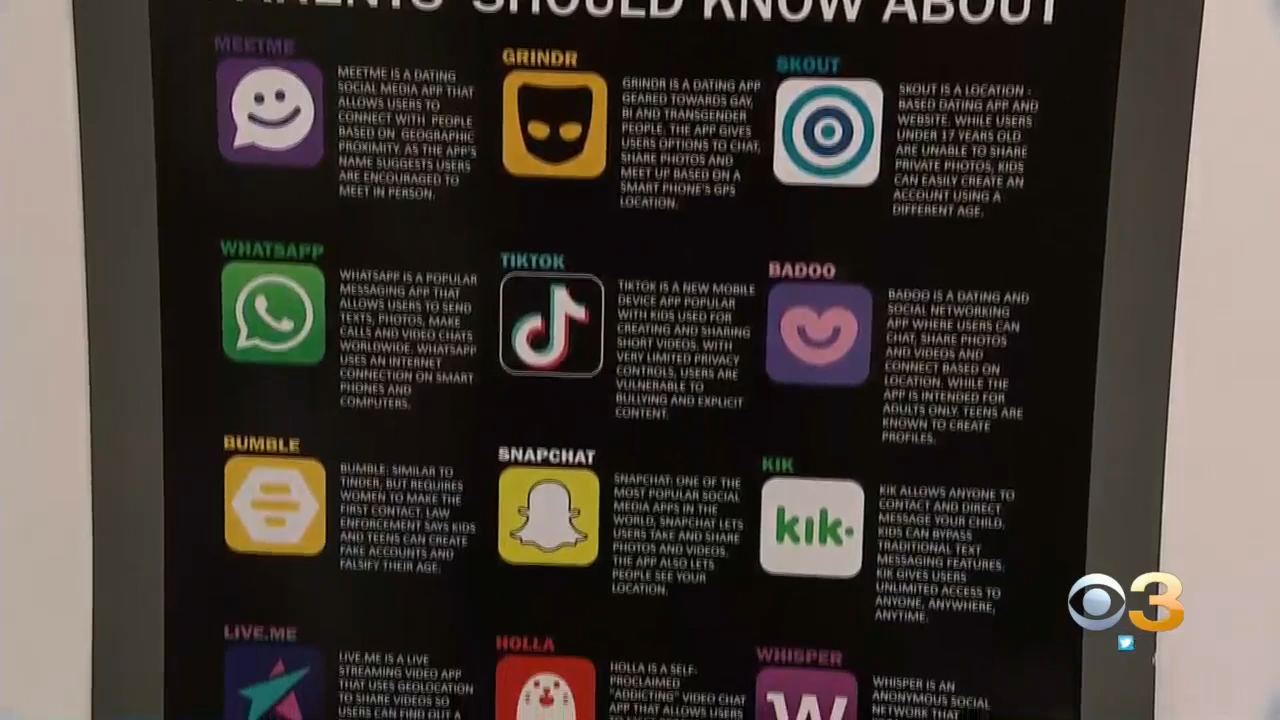 PARENTS' SHOULD KNOW ABOUT
MEETME
MEETME IS A DATING
SOCIAL MEDIA APP THAT
ALLOWS USERS TO
CONNECT WITH PEOPLE
BASED ON GEOGRAPHIC
PROXIMITY. AS THE APP'S
NAME SUGGESTS USERS
ARE ENCOURAGED TO
MEET IN PERSON.
GRINDR
GRINDR IS A DATING APP
GEARED TOWARDS GAY,
BI AND TRANSGENDER
PEOPLE. THE APP GIVES
USERS OPTIONS TO CHAT,
SHARE PHOTOS AND
MEET UP BASED ON A
SMART PHONE'S GPS
LOCATION.
SKOUT
SKOUT IS A LOCATION -
BASED DATING APP AND
WEBSITE. WHILE USERS
UNDER 17 YEARS OLD
ARE UNABLE TO SHARE
PRIVATE PHOTOS, KIDS
CAN EASILY CREATE AN
ACCOUNT USING A
DIFFERENT AGE.
WHATSAPP
WHATSAPP IS A POPULAR
MESSAGING APP THAT
ALLOWS USERS TO SEND
TEXTS, PHOTOS, MAKE
CALLS AND VIDEO CHATS
WORLDWIDE. WHATSAPP
USES AN INTERNET
CONNECTION ON SMART
PHONES AND
COMPUTERS.
TIKTOK
TIKTOK IS A NEW MOBILE
DEVICE APP POPULAR
WITH KIDS USED FOR
CREATING AND SHARING
SHORT VIDEOS. WITH
VERY LIMITED PRIVACY
CONTROLS, USERS ARE
VULNERABLE TO
BULLYING AND EXPLICIT
CONTENT.
BADOO
BADOO IS A DATING AND
SOCIAL NETWORKING
APP WHERE USERS CAN
CHAT, SHARE PHOTOS
AND VIDEOS AND
CONNECT BASED ON
LOCATION. WHILE THE
APP IS INTENDED FOR
ADULTS ONLY, TEENS ARE
KNOWN TO CREATE
PROFILES.
BUMBLE
BUMBLE: SIMILAR TO
TINDER, BUT REQUIRES
WOMEN TO MAKE THE
FIRST CONTACT. LAW
ENFORCEMENT SAYS KIDS
AND TEENS CAN CREATE
FAKE ACCOUNTS AND
FALSIFY THEIR AGE.
SNAPCHAT
SNAPCHAT: ONE OF THE
MOST POPULAR SOCIAL
MEDIA APPS IN THE
WORLD, SNAPCHAT LETS
USERS TAKE AND SHARE
PHOTOS AND VIDEOS.
THE APP ALSO LETS
PEOPLE SEE YOUR
LOCATION.
KIK
kik
KIK ALLOWS ANYONE TO
CONTACT AND DIRECT
MESSAGE YOUR CHILD.
KIDS CAN BYPASS
TRADITIONAL TEXT
MESSAGING FEATURES.
KIK GIVES USERS
UNLIMITED ACCESS TO
ANYONE, ANYWHERE,
ANYTIME.
LIVE.ME
LIVE.ME IS A LIVE
STREAMING VIDEO APP
THAT USES GEOLOCATION
TO SHARE VIDEOS SO
USERS CAN FIND OUT A
HOLLA
HOLLA IS A SELF-
PROCLAIMED
"ADDICTING" VIDEO CHAT
APP THAT ALLOWS USERS
WHISPER
W
WHISPER IS AN
ANONYMOUS SOCIAL
NETWORK THAT
3